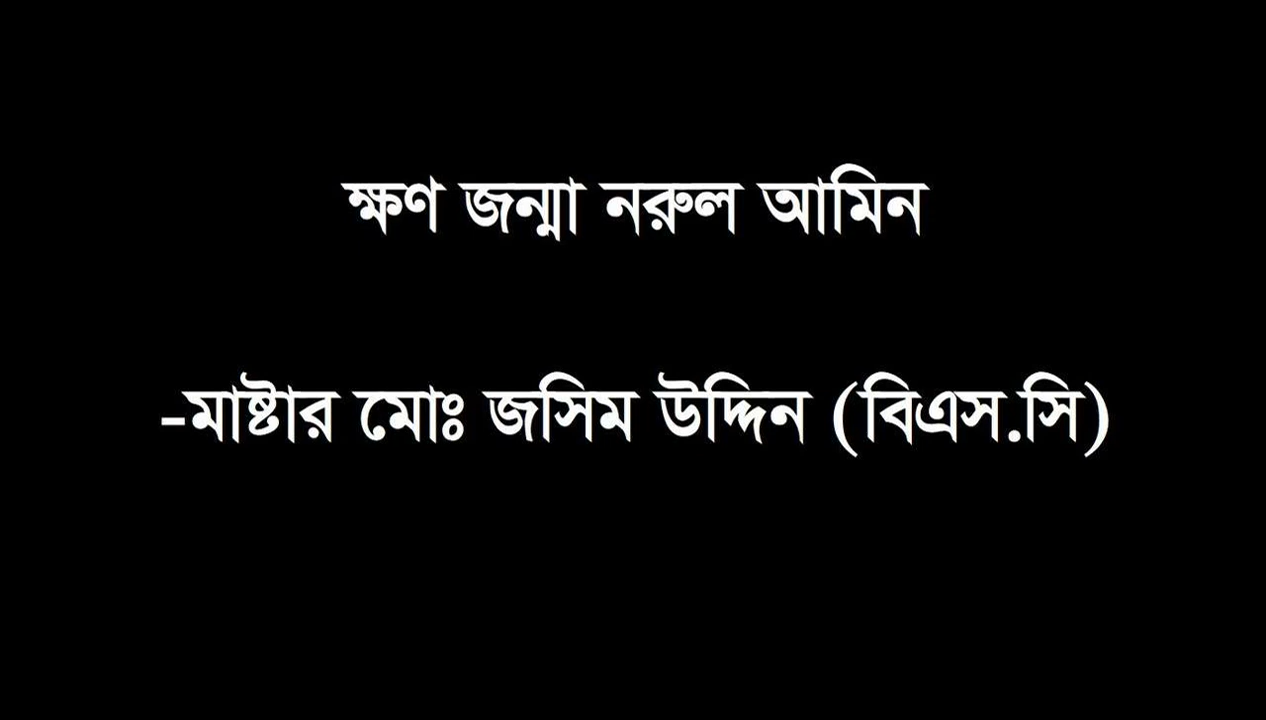 ক্ষণ জন্মা নরুল আমিন
-মাষ্টার মোঃ জসিম উদ্দিন (বিএস.সি)